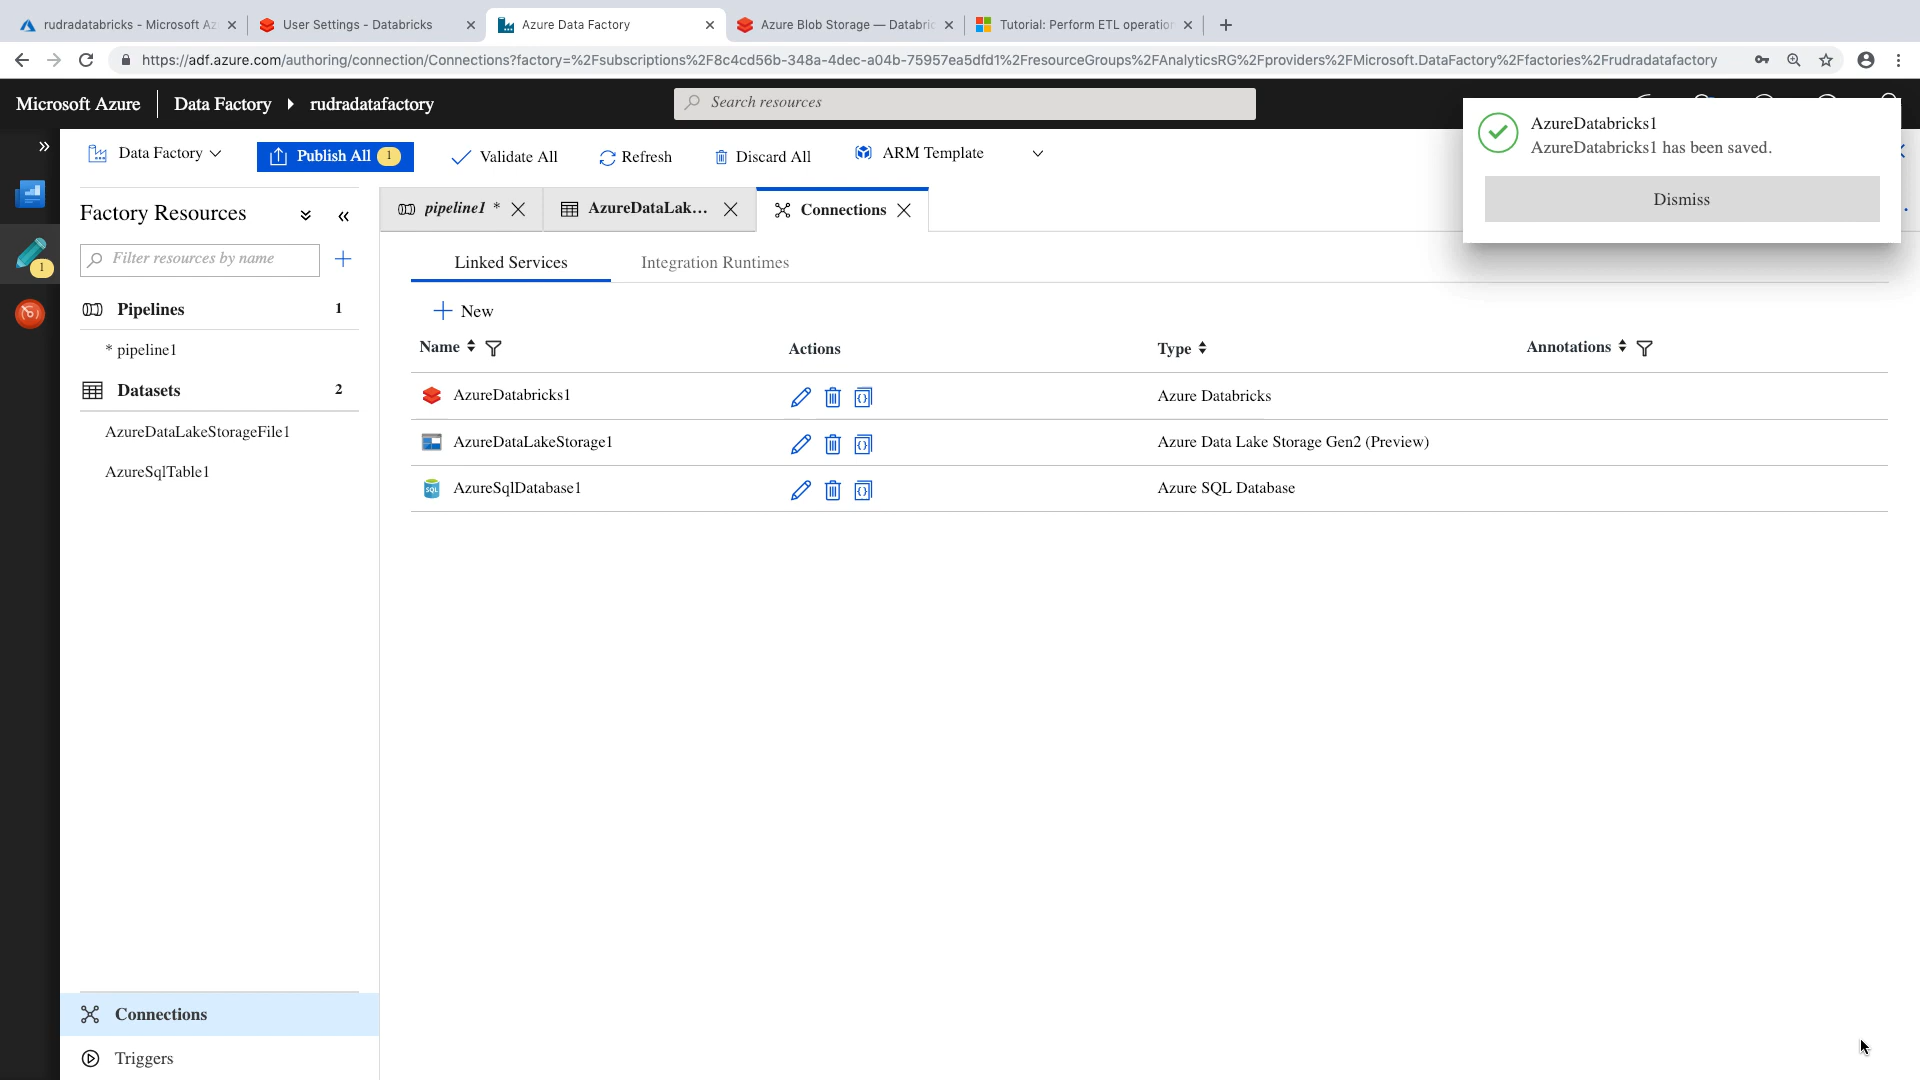 rudradatabricks - Microsoft Az
User Settings - Databricks
Azure Data Factory
Azure Blob Storage — Databric
Tutorial: Perform ETL operation
https://adf.azure.com/authoring/connection/Connections?factory=%2Fsubscriptions%2F8c4cd56b-348a-4dec-a04b-75957ea5dfd1%2FresourceGroups%2FAnalyticsRG%2Fproviders%2FMicrosoft.DataFactory%2Ffactories%2Frudradatafactory
Microsoft Azure
Data Factory
rudradatafactory
Search resources
AzureDatabricks1
AzureDatabricks1 has been saved.
Dismiss
Data Factory
Publish All 1
Validate All
Refresh
Discard All
ARM Template
Factory Resources
pipeline1 *
AzureDataLak...
Connections
1
Filter resources by name
Linked Services
Integration Runtimes
Pipelines 1
* pipeline1
Datasets 2
AzureDataLakeStorageFile1
AzureSqlTable1
New
Name
Actions
Type
Annotations
AzureDatabricks1
Azure Databricks
AzureDataLakeStorage1
Azure Data Lake Storage Gen2 (Preview)
SQL
AzureSqlDatabase1
Azure SQL Database
Connections
Triggers